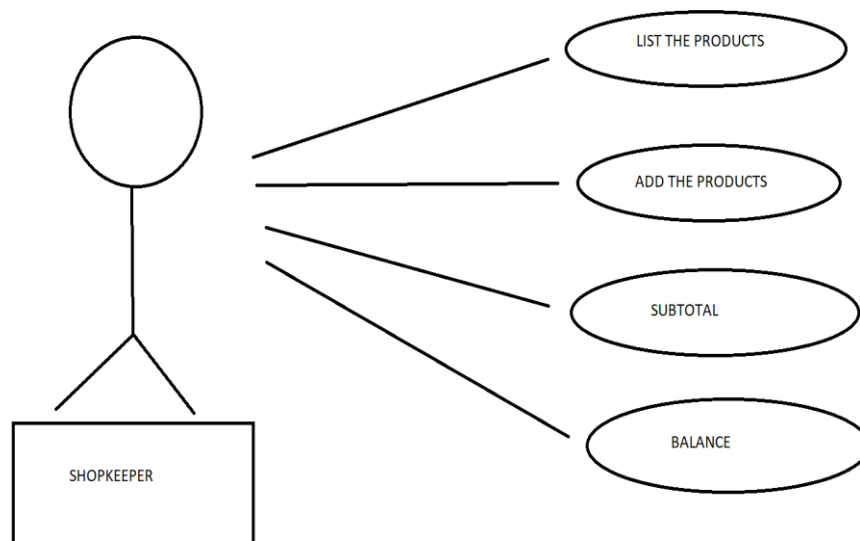 LIST THE PRODUCTS
ADD THE PRODUCTS
SUBTOTAL
BALANCE
SHOPKEEPER